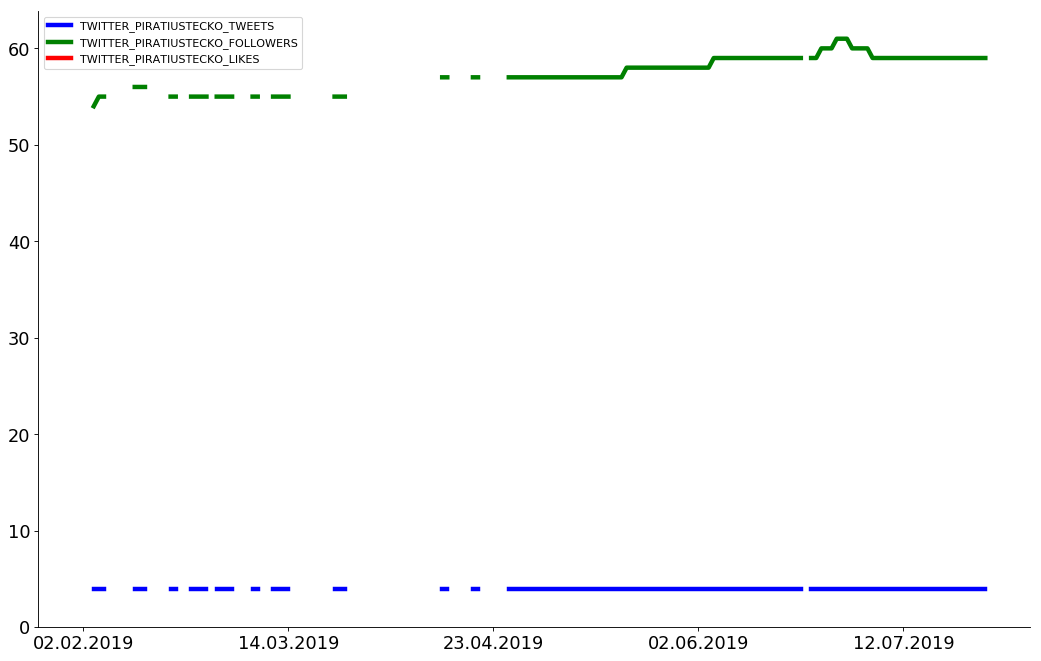 TWITTER_PIRATIUSTECKO_TWEETS
TWITTER_PIRATIUSTECKO_FOLLOWERS
TWITTER_PIRATIUSTECKO_LIKES
60
50
40
30
20
10
0
02.02.2019 14.03.2019 23.04.2019 02.06.2019 12.07.2019